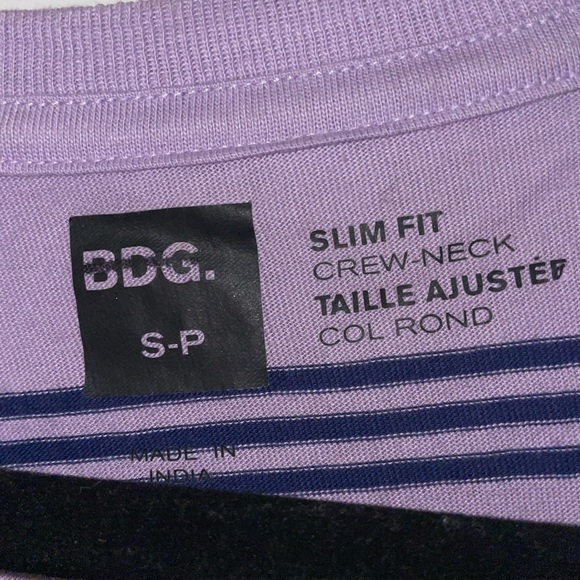 BDG.
S-P
SLIM FIT
CREW-NECK
TAILLE AJUSTÉE
COL ROND
MADE IN
INDIA